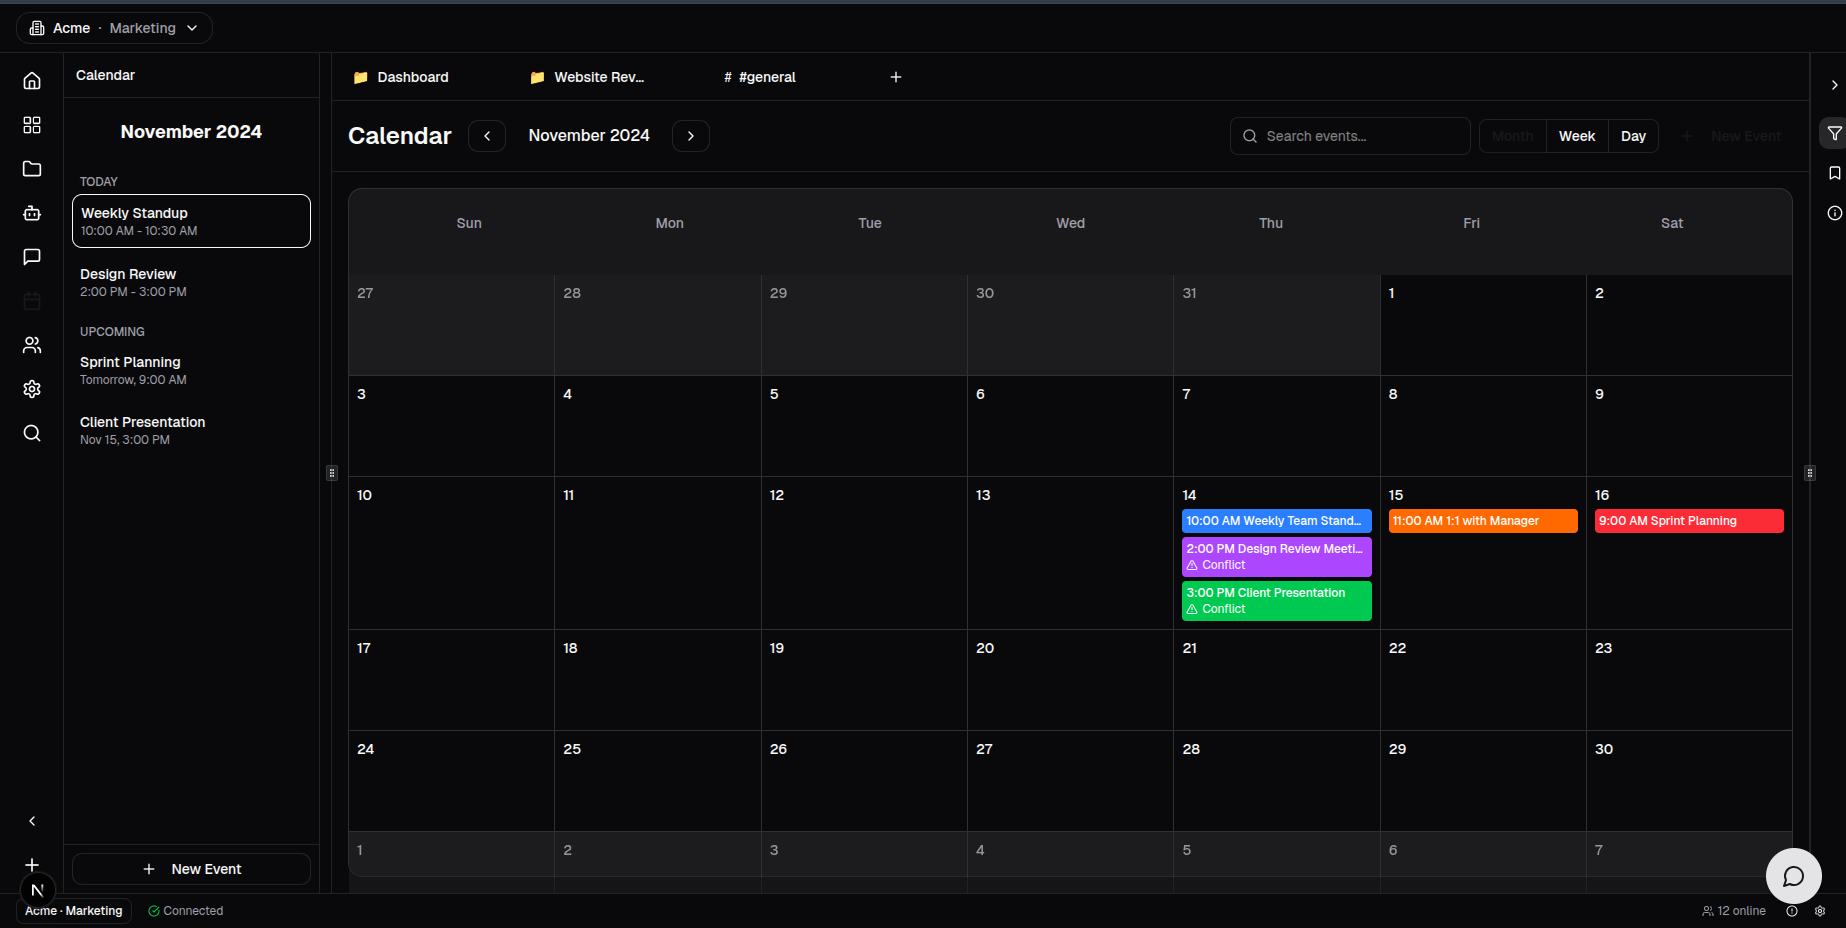 Acme · Marketing
Calendar
November 2024
TODAY
Weekly Standup
10:00 AM - 10:30 AM
Design Review
2:00 PM - 3:00 PM
UPCOMING
Sprint Planning
Tomorrow, 9:00 AM
Client Presentation
Nov 15, 3:00 PM
+ New Event
Dashboard
Website Rev...
# #general
+
Calendar
November 2024
Search events...
Month
Week
Day
+ New Event
Sun Mon Tue Wed Thu Fri Sat
27 28 29 30 31 1 2
3 4 5 6 7 8 9
10 11 12 13 14 15 16
10:00 AM Weekly Team Stand...
2:00 PM Design Review Meeti...
Conflict
3:00 PM Client Presentation
Conflict
11:00 AM 1:1 with Manager
9:00 AM Sprint Planning
17 18 19 20 21 22 23
24 25 26 27 28 29 30
1 2 3 4 5 6 7
N
Acme · Marketing
Connected
12 online